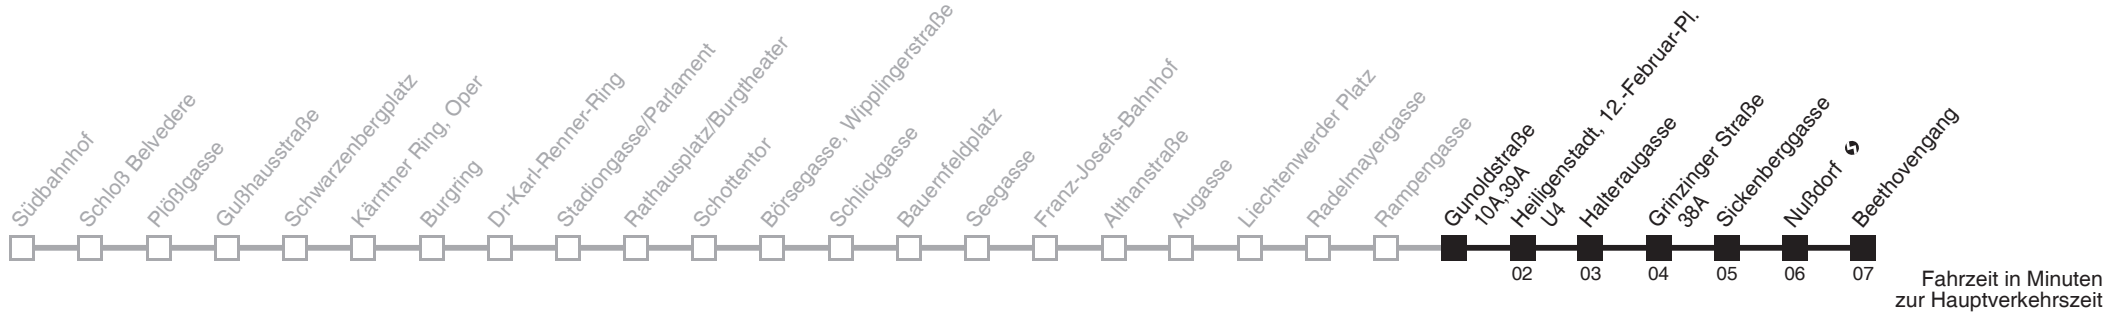 Südbahnhof
Schloß Belvedere
Plößlgasse
Gußhausstraße
Schwarzenbergplatz
Kärntner Ring, Oper
Burgring
Dr-Karl-Renner-Ring
Stadiongasse/Parlament
Rathausplatz/Burgtheater
Schottentor
Börsegasse, Wipplingerstraße
Schlickgasse
Bauernfeldplatz
Seegasse
Franz-Josefs-Bahnhof
Althanstraße
Augasse
Liechtenwerder Platz
Radelmayergasse
Rampengasse
Gunoldstraße
10A,39A
Heiligenstadt, 12.-Februar-Pl.
U4
Halteraugasse
Grinzinger Straße
38A
Sickenberggasse
Nußdorf
Beethovengang
02 03 04 05 06 07
Fahrzeit in Minuten
zur Hauptverkehrszeit